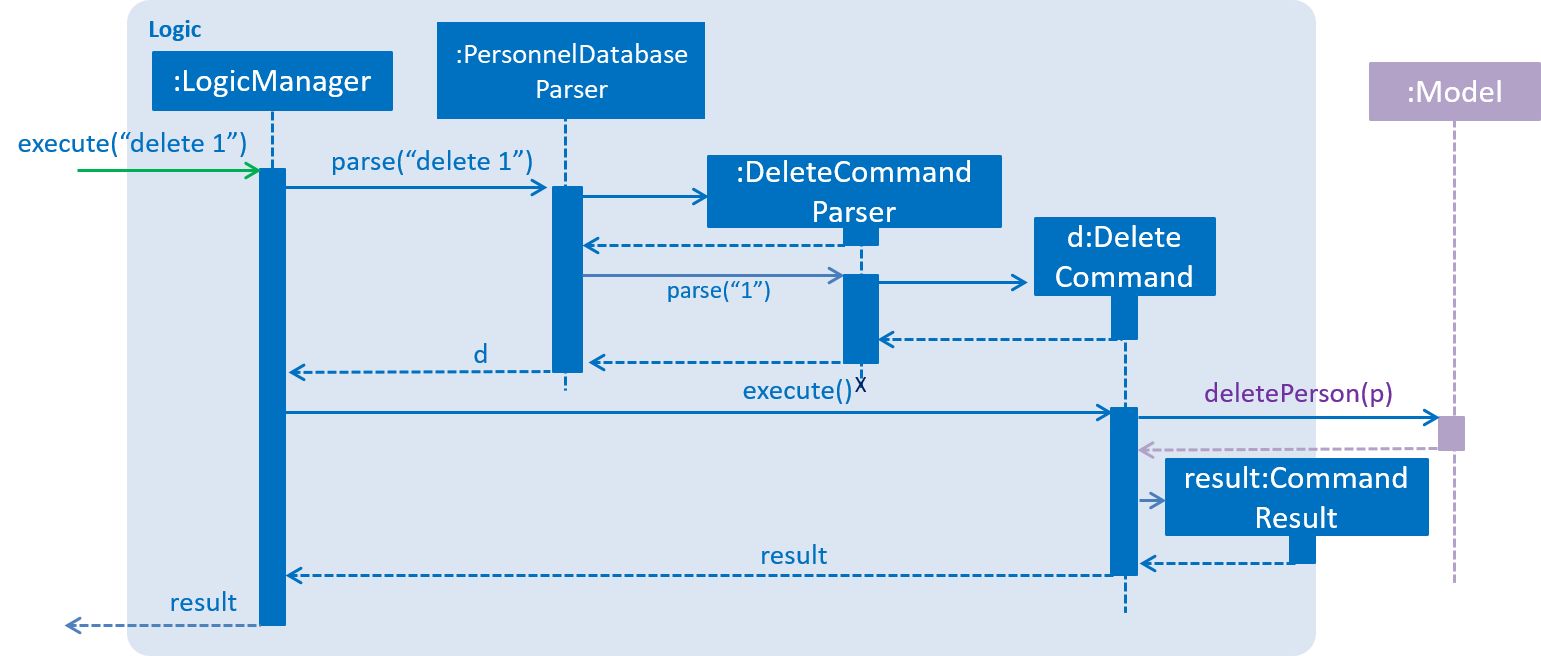 Logic
:LogicManager
:PersonnelDatabase
Parser
:Model
execute(“delete 1”)
parse(“delete 1”)
:DeleteCommand
Parser
d:Delete
Command
parse(“1”)
d
execute()
X
deletePerson(p)
result:Command
Result
result
result